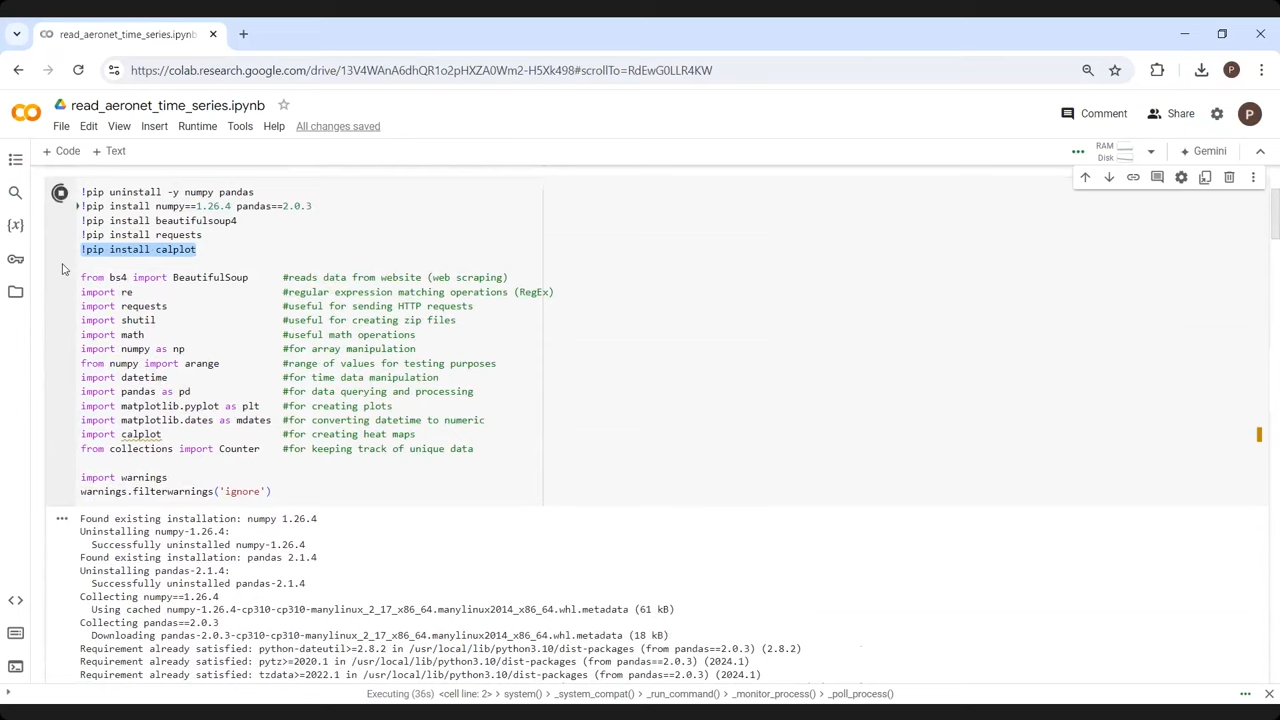 read_aeronet_time_series.ipynb
https://colab.research.google.com/drive/13V4WAnA6dhQR1o2pHXZA0Wm2-H5Xk498#scrollTo=RdEwG0LLR4KW
P
read_aeronet_time_series.ipynb
File Edit View Insert Runtime Tools Help All changes saved
Comment Share P
+ Code + Text
RAM
Disk
Gemini
!pip uninstall -y numpy pandas
!pip install numpy==1.26.4 pandas==2.0.3
!pip install beautifulsoup4
!pip install requests
!pip install calplot
from bs4 import BeautifulSoup #reads data from website (web scraping)
import re #regular expression matching operations (RegEx)
import requests #useful for sending HTTP requests
import shutil #useful for creating zip files
import math #useful math operations
import numpy as np #for array manipulation
from numpy import arange #range of values for testing purposes
import datetime #for time data manipulation
import pandas as pd #for data querying and processing
import matplotlib.pyplot as plt #for creating plots
import matplotlib.dates as mdates #for converting datetime to numeric
import calplot #for creating heat maps
from collections import Counter #for keeping track of unique data
import warnings
warnings.filterwarnings('ignore')
Found existing installation: numpy 1.26.4
Uninstalling numpy-1.26.4:
Successfully uninstalled numpy-1.26.4
Found existing installation: pandas 2.1.4
Uninstalling pandas-2.1.4:
Successfully uninstalled pandas-2.1.4
Collecting numpy==1.26.4
Using cached numpy-1.26.4-cp310-cp310-manylinux_2_17_x86_64.manylinux2014_x86_64.whl.metadata (61 kB)
Collecting pandas==2.0.3
Downloading pandas-2.0.3-cp310-cp310-manylinux_2_17_x86_64.manylinux2014_x86_64.whl.metadata (18 kB)
Requirement already satisfied: python-dateutil>=2.8.2 in /usr/local/lib/python3.10/dist-packages (from pandas==2.0.3) (2.8.2)
Requirement already satisfied: pytz>=2020.1 in /usr/local/lib/python3.10/dist-packages (from pandas==2.0.3) (2024.1)
Requirement already satisfied: tzdata>=2022.1 in /usr/local/lib/python3.10/dist-packages (from pandas==2.0.3) (2024.1)
Executing (36s) <cell line: 2> > system() > _system_compat() > _run_command() > _monitor_process() > _poll_process()